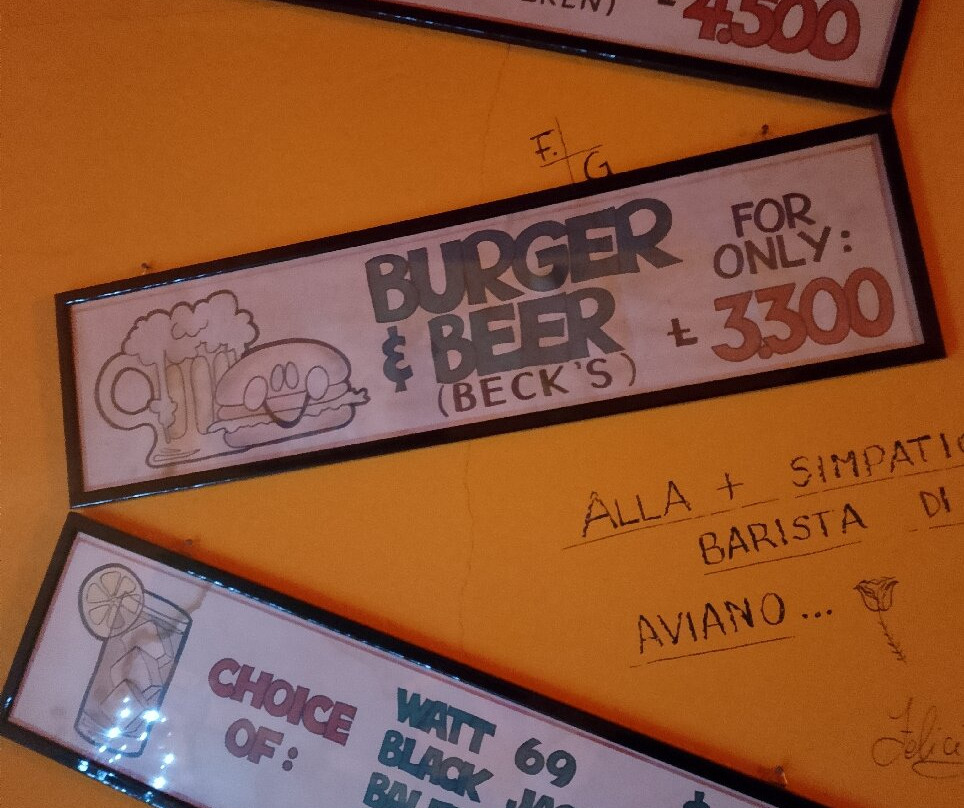 4.500
F. G
BURGER
& BEER
(BECK'S)
FOR
ONLY:
Ł 3.300
ALLA + SIMPATIC
BARISTA DI
AVIANO...
CHOICE
OF:
WATT 69
BLACK